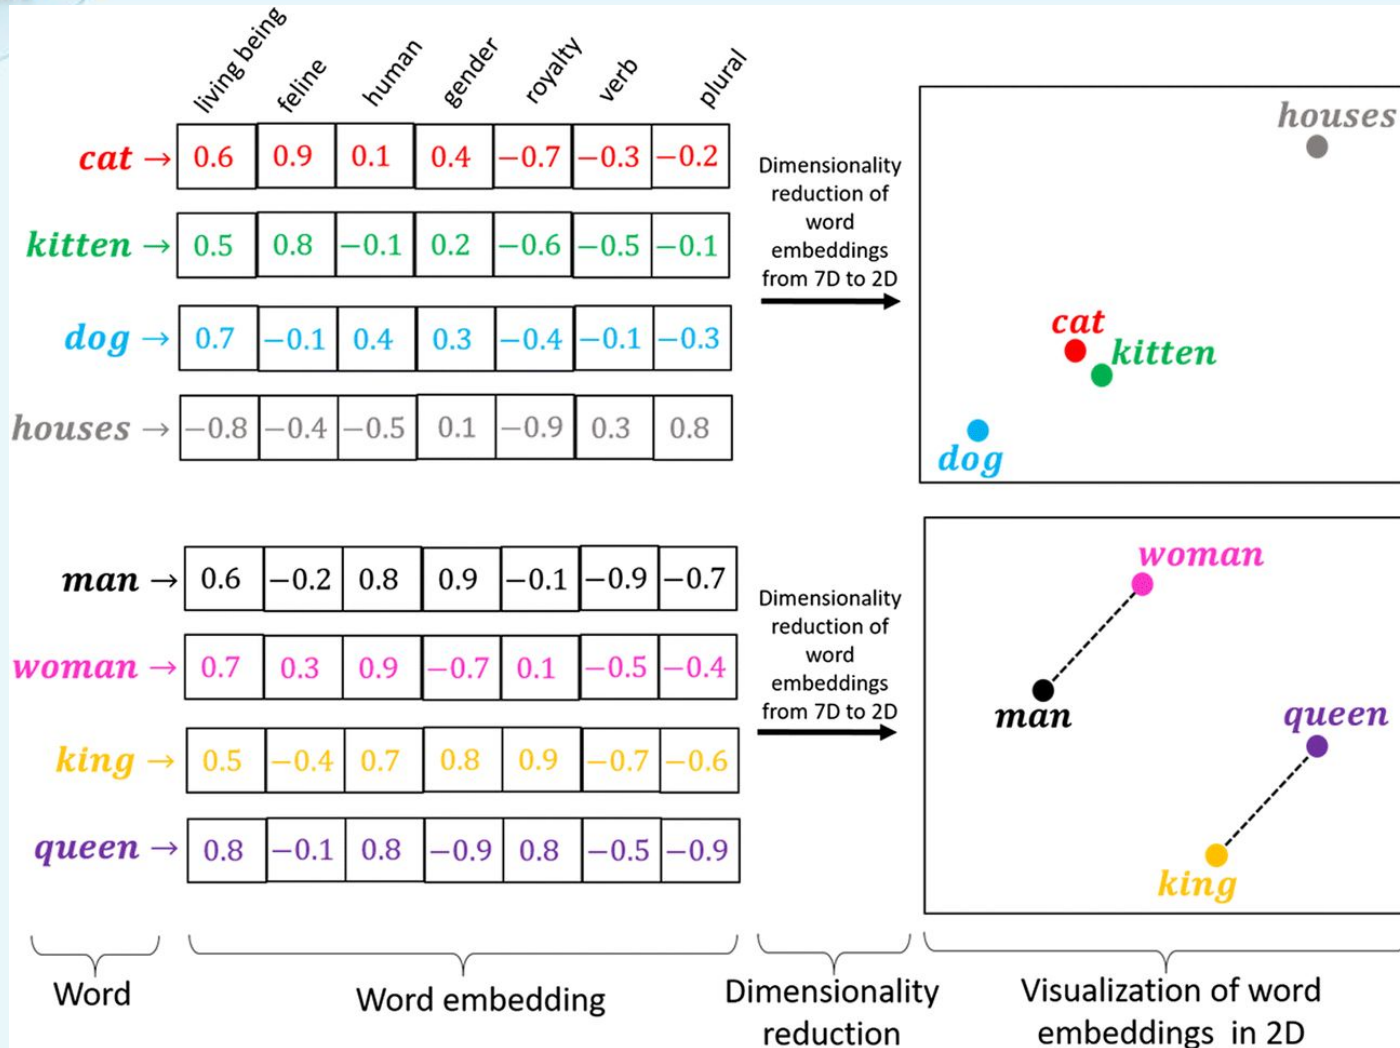 living being feline human gender royalty verb plural
cat → 0.6 0.9 0.1 0.4 −0.7 −0.3 −0.2
kitten → 0.5 0.8 −0.1 0.2 −0.6 −0.5 −0.1
dog → 0.7 −0.1 0.4 0.3 −0.4 −0.1 −0.3
houses → −0.8 −0.4 −0.5 0.1 −0.9 0.3 0.8
Dimensionality
reduction of
word
embeddings
from 7D to 2D
houses
cat
kitten
dog
man → 0.6 −0.2 0.8 0.9 −0.1 −0.9 −0.7
woman → 0.7 0.3 0.9 −0.7 0.1 −0.5 −0.4
king → 0.5 −0.4 0.7 0.8 0.9 −0.7 −0.6
queen → 0.8 −0.1 0.8 −0.9 0.8 −0.5 −0.9
Dimensionality
reduction of
word
embeddings
from 7D to 2D
woman
man
queen
king
Word
Word embedding
Dimensionality
reduction
Visualization of word
embeddings in 2D